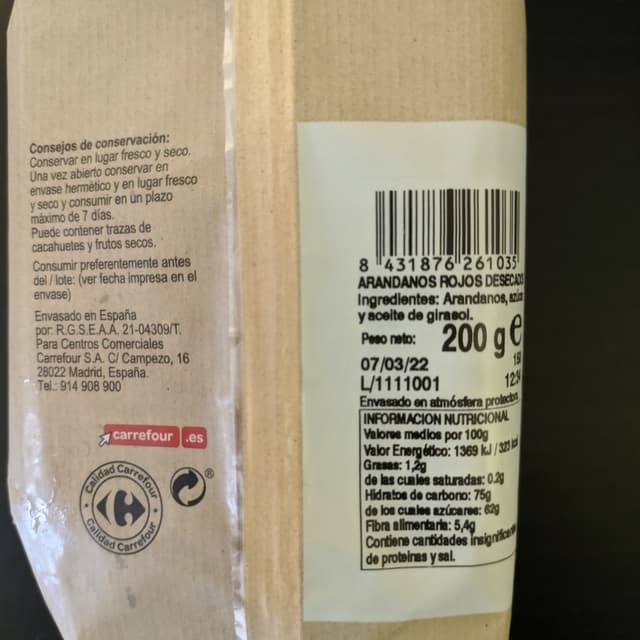 Consejos de conservación:
Conservar en lugar fresco y seco.
Una vez abierto conservar en
envase hermético y en lugar fresco
y seco y consumir en un plazo
máximo de 7 días.
Puede contener trazas de
cacahuetes y frutos secos.
Consumir preferentemente antes
del / lote: (ver fecha impresa en el
envase)
Envasado en España
por: R.G.S.E.A.A. 21-04309/T.
Para Centros Comerciales
Carrefour S.A. C/ Campezo, 16
28022 Madrid, España.
Tel.: 914 908 900
carrefour .es
Calidad Carrefour
Calidad Carrefour
®
8 431876 261035
ARANDANOS ROJOS DESECADO
Ingredientes: Arandanos, azúcar
y aceite de girasol.
Peso neto: 200 g e
07/03/22
L/1111001
Envasado en atmósfera protectora
INFORMACION NUTRICIONAL
Valores medios por 100g
Valor Energético: 1369 kJ / 323 kcal
Grasas: 1,2g
de las cuales saturadas: 0.2g
Hidratos de carbono: 75g
de los cuales azúcares: 62g
Fibra alimentaria: 5,4g
Contiene cantidades insignifica
de proteinas y sal.